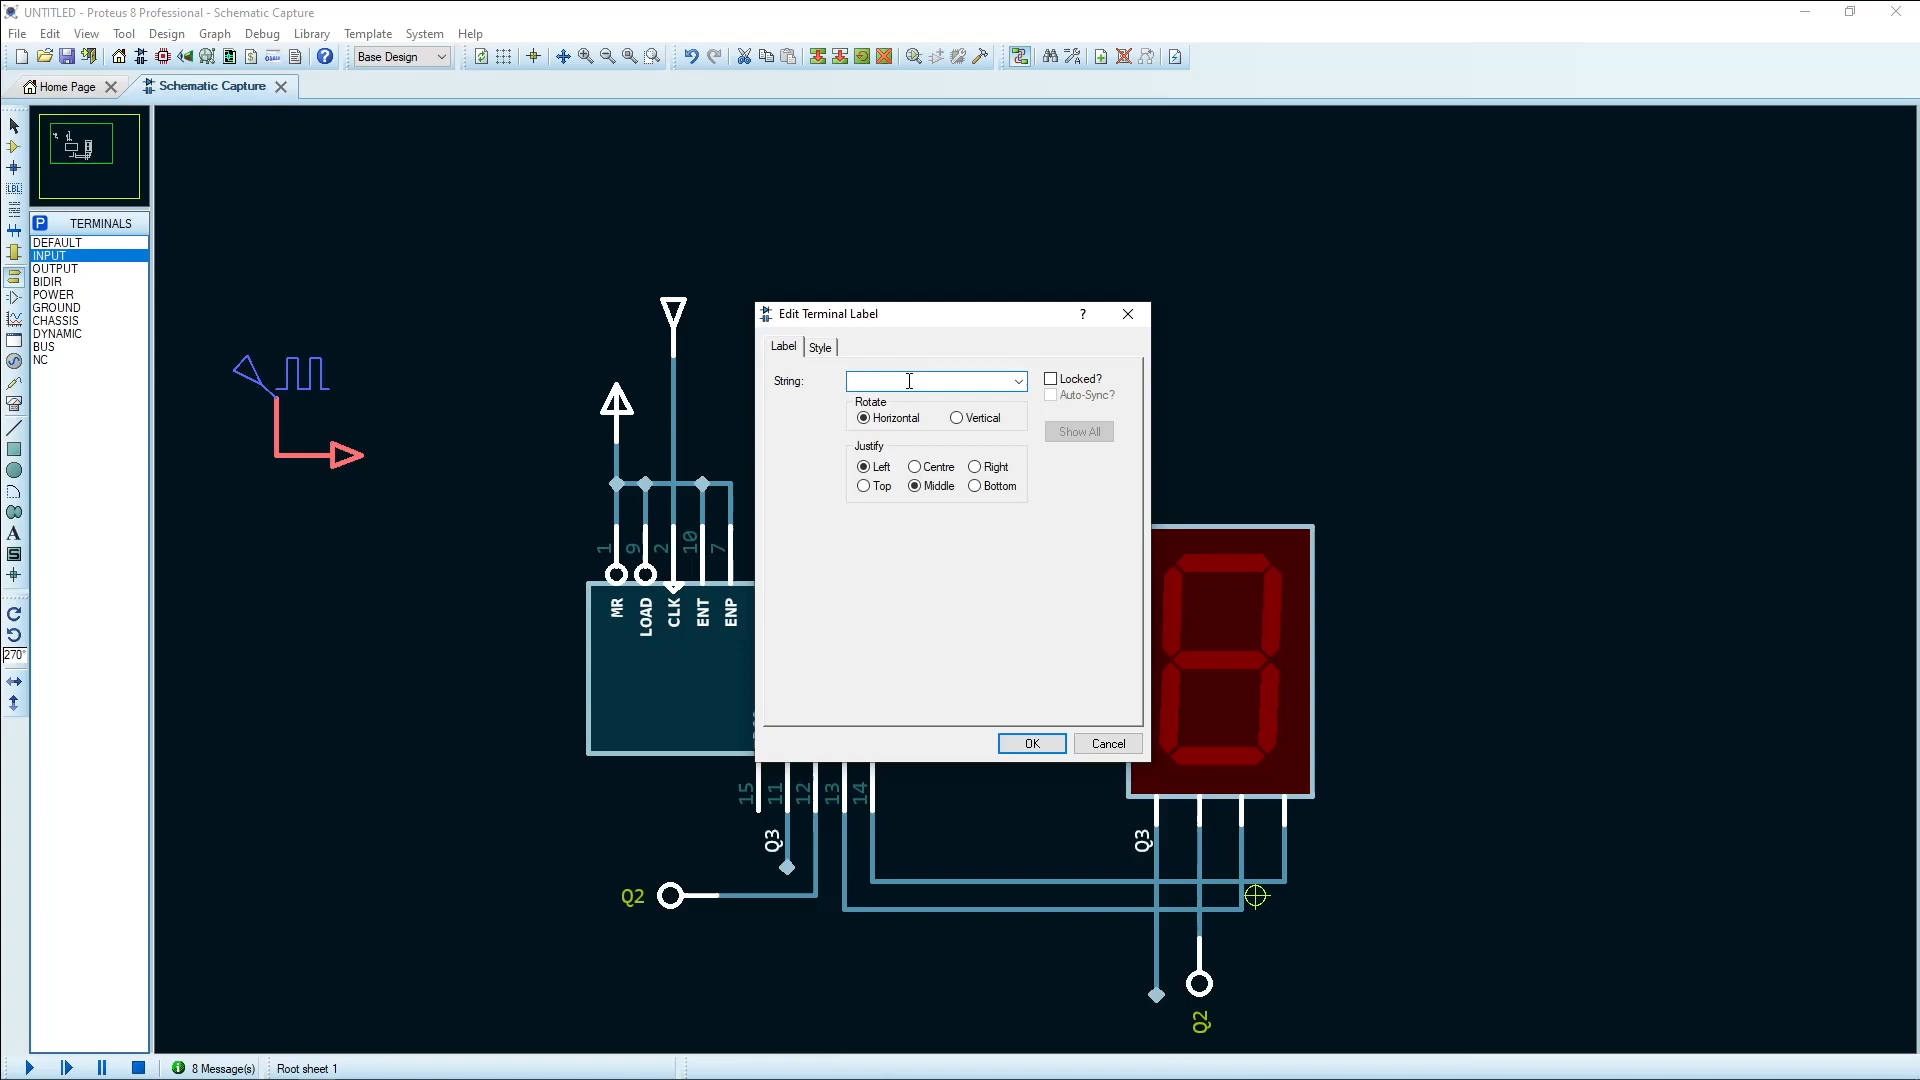 UNTITLED - Proteus 8 Professional - Schematic Capture
File Edit View Tool Design Graph Debug Library Template System Help
Base Design
Home Page
Schematic Capture
LBL
P TERMINALS
DEFAULT
INPUT
OUTPUT
BIDIR
POWER
GROUND
CHASSIS
DYNAMIC
BUS
NC
A
S
270°
Edit Terminal Label
?
Label Style
String:
Locked?
Auto-Sync?
Rotate
Horizontal Vertical
Show All
Justify
Left Centre Right
Top Middle Bottom
OK Cancel
1 9 2 10 7
MR LOAD CLK ENT ENP
15 11 12 13 14
Q3
Q3
Q2
Q2
8 Message(s)
Root sheet 1